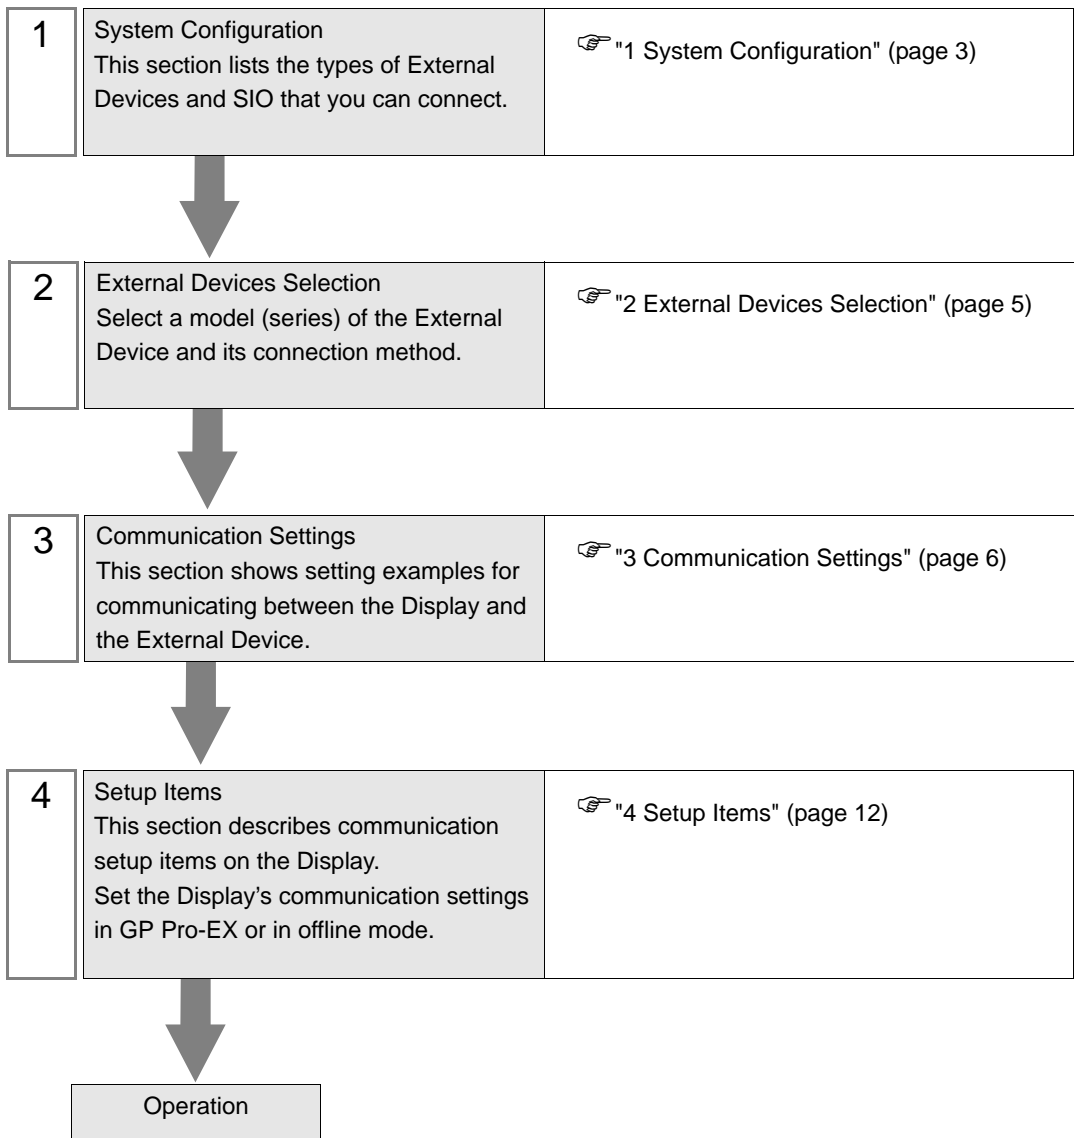 1
System Configuration
This section lists the types of External
Devices and SIO that you can connect.
"1 System Configuration" (page 3)
2
External Devices Selection
Select a model (series) of the External
Device and its connection method.
"2 External Devices Selection" (page 5)
3
Communication Settings
This section shows setting examples for
communicating between the Display and
the External Device.
"3 Communication Settings" (page 6)
4
Setup Items
This section describes communication
setup items on the Display.
Set the Display’s communication settings
in GP Pro-EX or in offline mode.
"4 Setup Items" (page 12)
Operation